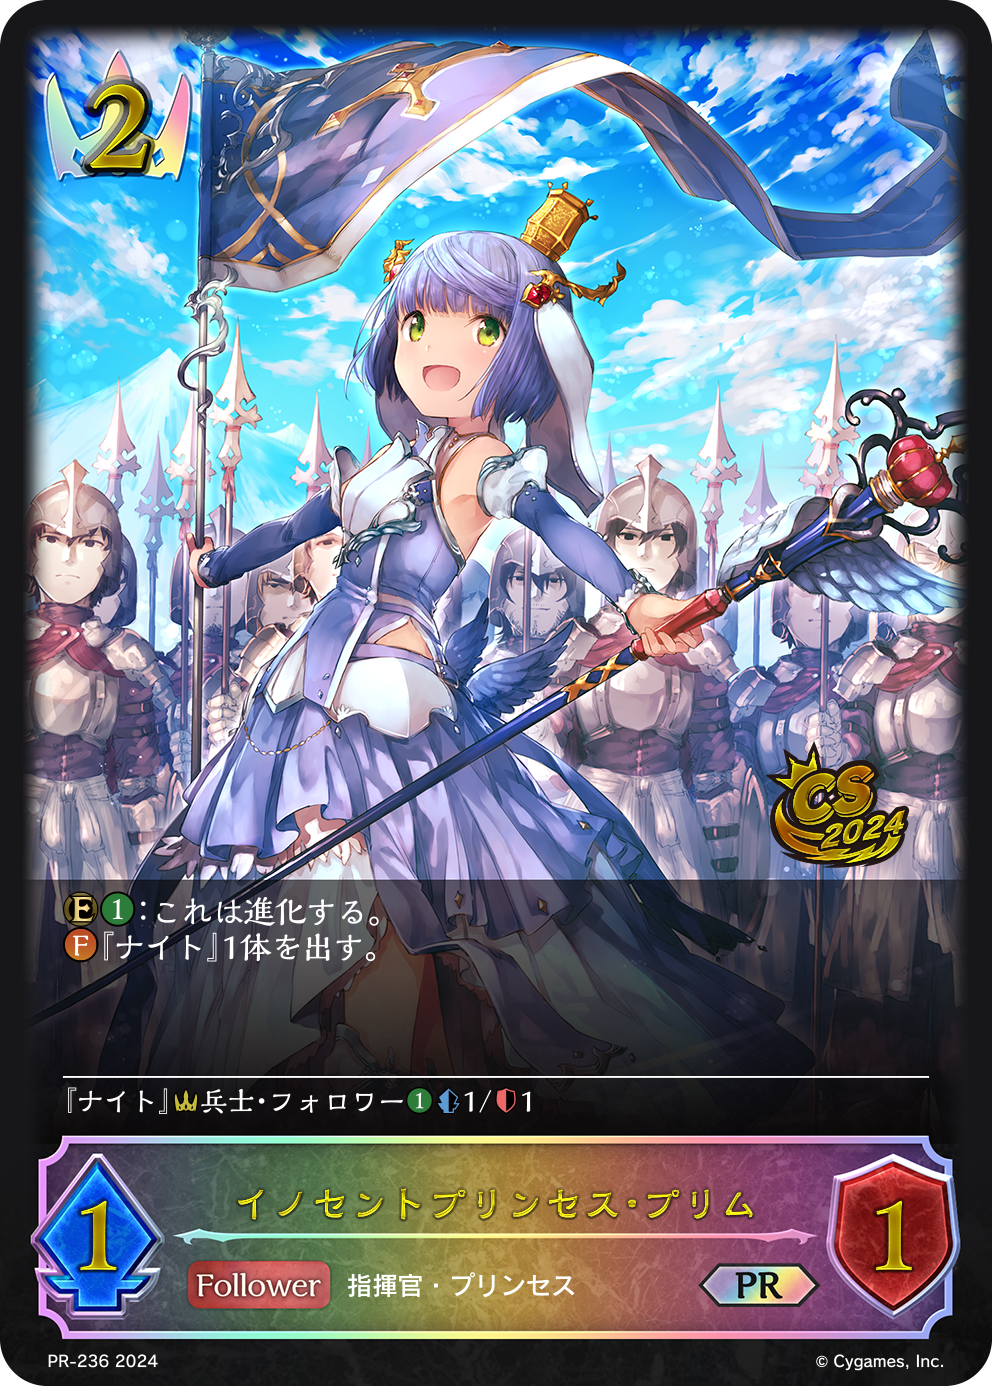 2
CS
2024
E 1：これは進化する。
F『ナイト』1体を出す。
『ナイト』兵士・フォロワー 1 1/1
イノセントプリンセス・プリム
1
1
Follower 指揮官・プリンセス PR
PR-236 2024
© Cygames, Inc.